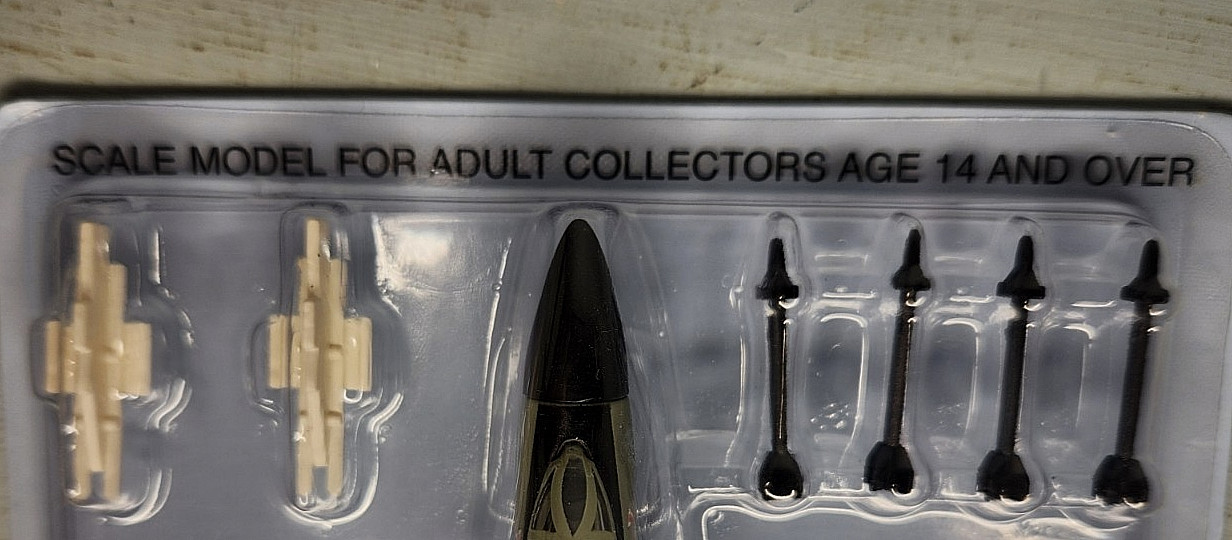 SCALE MODEL FOR ADULT COLLECTORS AGE 14 AND OVER